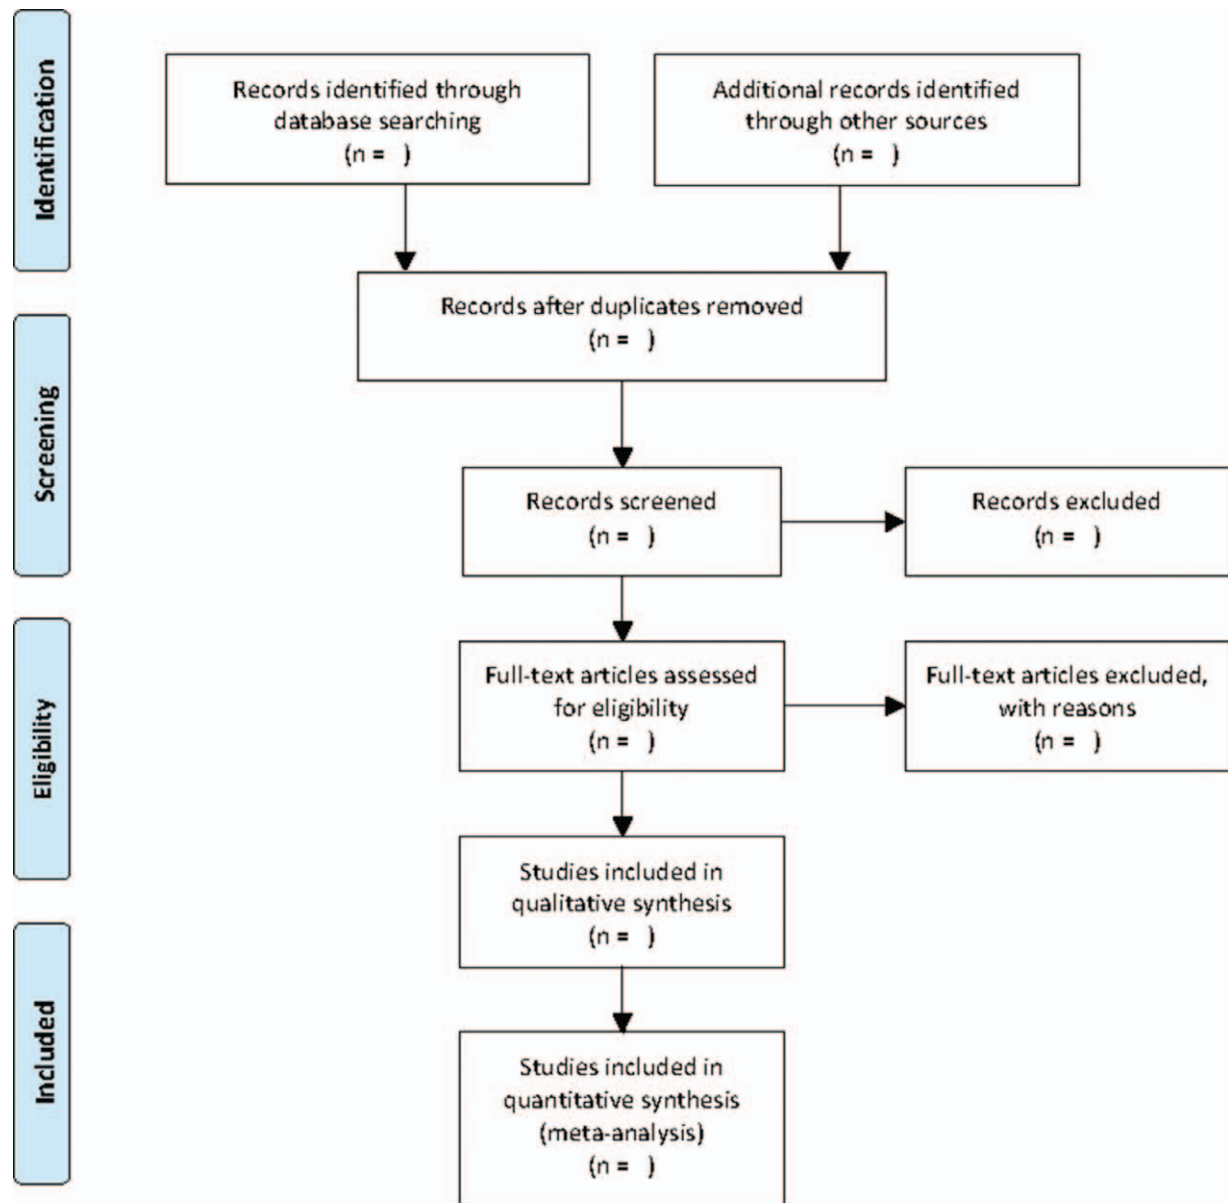 Identification
Records identified through
database searching
(n =   )
Additional records identified
through other sources
(n =   )
Records after duplicates removed
(n =   )
Screening
Records screened
(n =   )
Records excluded
(n =   )
Eligibility
Full-text articles assessed
for eligibility
(n =   )
Full-text articles excluded,
with reasons
(n =   )
Studies included in
qualitative synthesis
(n =   )
Included
Studies included in
quantitative synthesis
(meta-analysis)
(n =   )